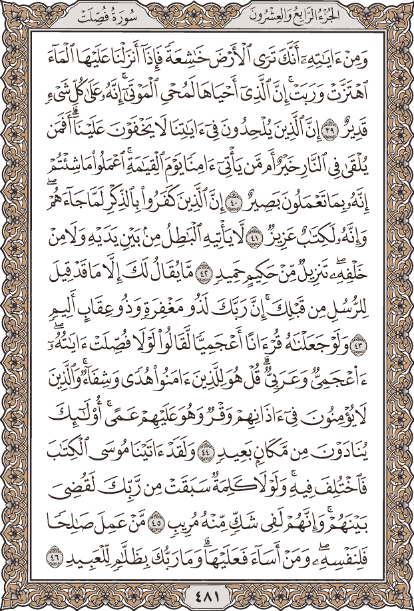 الجزء الرابع والعشرون سورة فصلت
وَمِنْ ءَايَٰتِهِۦٓ أَنَّكَ تَرَى ٱلْأَرْضَ خَٰشِعَةً فَإِذَآ أَنزَلْنَا عَلَيْهَا ٱلْمَآءَ
ٱهْتَزَّتْ وَرَبَتْ ۚ إِنَّ ٱلَّذِىٓ أَحْيَاهَا لَمُحْىِ ٱلْمَوْتَىٰٓ ۚ إِنَّهُۥ عَلَىٰ كُلِّ شَىْءٍ
قَدِيرٌ ٣٩ إِنَّ ٱلَّذِينَ يُلْحِدُونَ فِىٓ ءَايَٰتِنَا لَا يَخْفَوْنَ عَلَيْنَآ ۗ أَفَمَن
يُلْقَىٰ فِى ٱلنَّارِ خَيْرٌ أَم مَّن يَأْتِىٓ ءَامِنًا يَوْمَ ٱلْقِيَٰمَةِ ۚ ٱعْمَلُوا۟ مَا شِئْتُمْ ۖ
إِنَّهُۥ بِمَا تَعْمَلُونَ بَصِيرٌ ٤٠ إِنَّ ٱلَّذِينَ كَفَرُوا۟ بِٱلذِّكْرِ لَمَّا جَآءَهُمْ ۖ
وَإِنَّهُۥ لَكِتَٰبٌ عَزِيزٌ ٤١ لَّا يَأْتِيهِ ٱلْبَٰطِلُ مِنۢ بَيْنِ يَدَيْهِ وَلَا مِنْ
خَلْفِهِۦ ۖ تَنزِيلٌ مِّنْ حَكِيمٍ حَمِيدٍ ٤٢ مَّا يُقَالُ لَكَ إِلَّا مَا قَدْ قِيلَ
لِلرُّسُلِ مِن قَبْلِكَ ۚ إِنَّ رَبَّكَ لَذُو مَغْفِرَةٍ وَذُو عِقَابٍ أَلِيمٍ
٤٣ وَلَوْ جَعَلْنَٰهُ قُرْءَانًا أَعْجَمِيًّا لَّقَالُوا۟ لَوْلَا فُصِّلَتْ ءَايَٰتُهُۥٓ ۖ
ءَا۬عْجَمِىٌّ وَعَرَبِىٌّ ۗ قُلْ هُوَ لِلَّذِينَ ءَامَنُوا۟ هُدًى وَشِفَآءٌ ۖ وَٱلَّذِينَ
لَا يُؤْمِنُونَ فِىٓ ءَاذَانِهِمْ وَقْرٌ وَهُوَ عَلَيْهِمْ عَمًى ۚ أُو۟لَٰٓئِكَ
يُنَادَوْنَ مِن مَّكَانٍۭ بَعِيدٍ ٤٤ وَلَقَدْ ءَاتَيْنَا مُوسَى ٱلْكِتَٰبَ
فَٱخْتُلِفَ فِيهِ ۗ وَلَوْلَا كَلِمَةٌ سَبَقَتْ مِن رَّبِّكَ لَقُضِىَ
بَيْنَهُمْ ۚ وَإِنَّهُمْ لَفِى شَكٍّ مِّنْهُ مُرِيبٍ ٤٥ مَّنْ عَمِلَ صَٰلِحًا
فَلِنَفْسِهِۦ ۖ وَمَنْ أَسَآءَ فَعَلَيْهَا ۗ وَمَا رَبُّكَ بِظَلَّٰمٍ لِّلْعَبِيدِ ٤٦
٤٨١